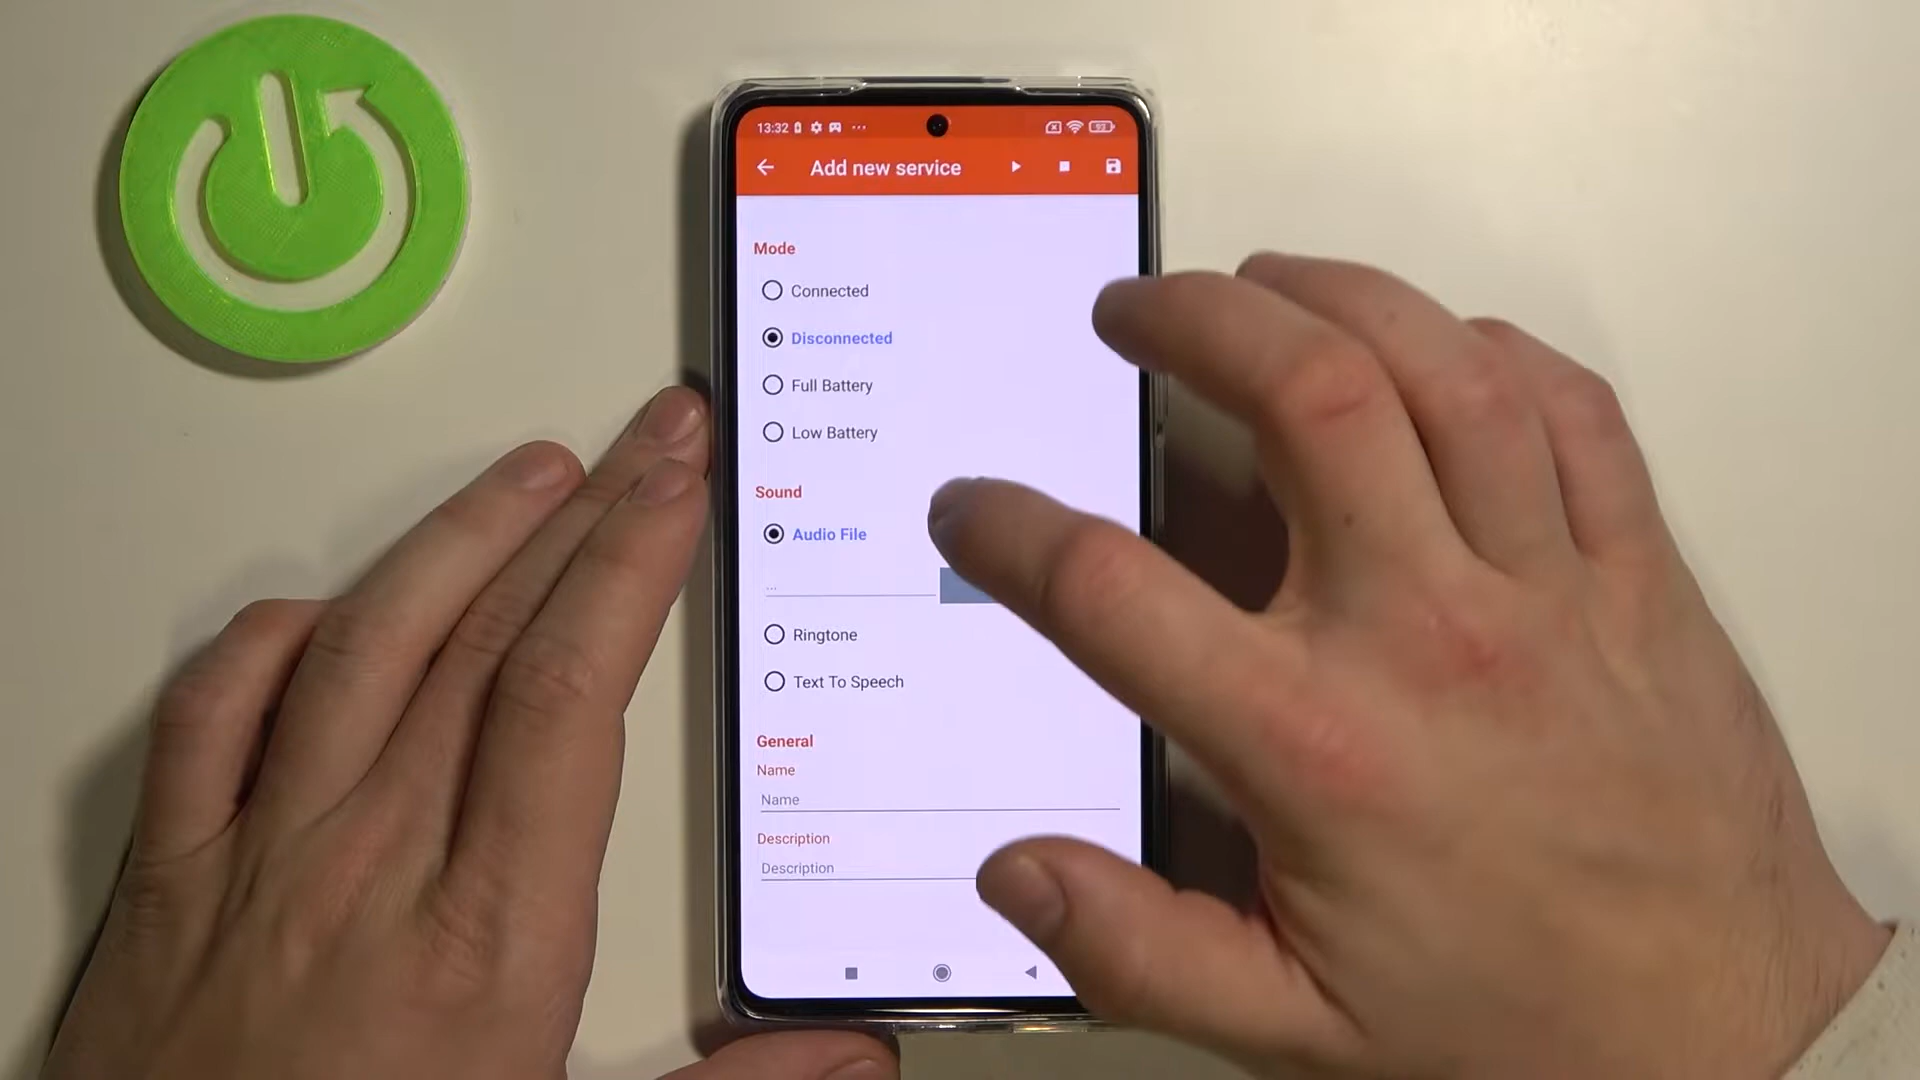 13:32 ... 93
Add new service
Mode
Connected
Disconnected
Full Battery
Low Battery
Sound
Audio File
...
Ringtone
Text To Speech
General
Name
Name
Description
Description